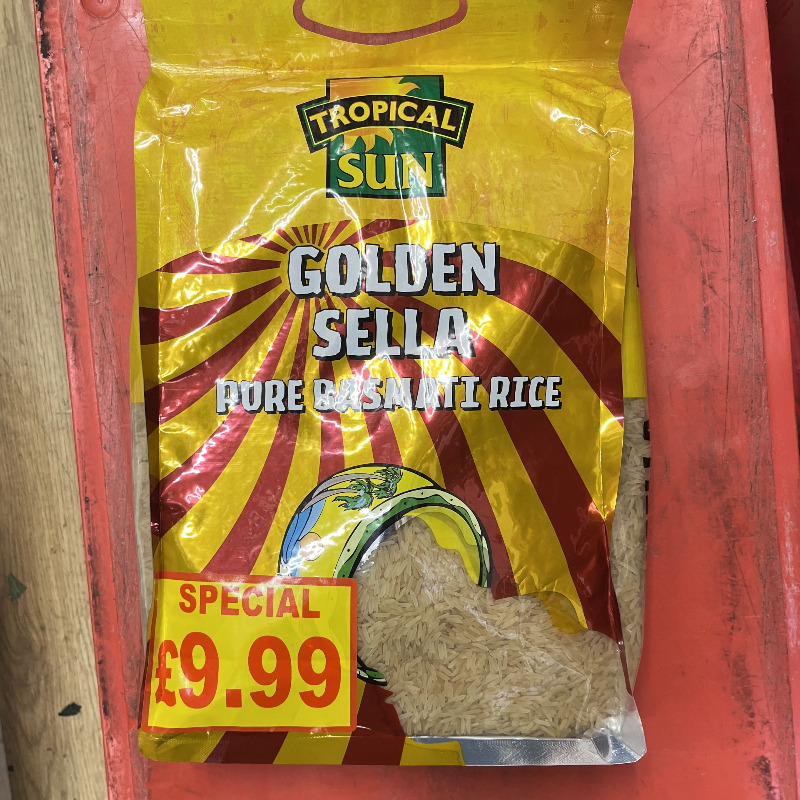 TROPICAL
SUN
GOLDEN
SELLA
PURE BASMATI RICE
SPECIAL
£9.99